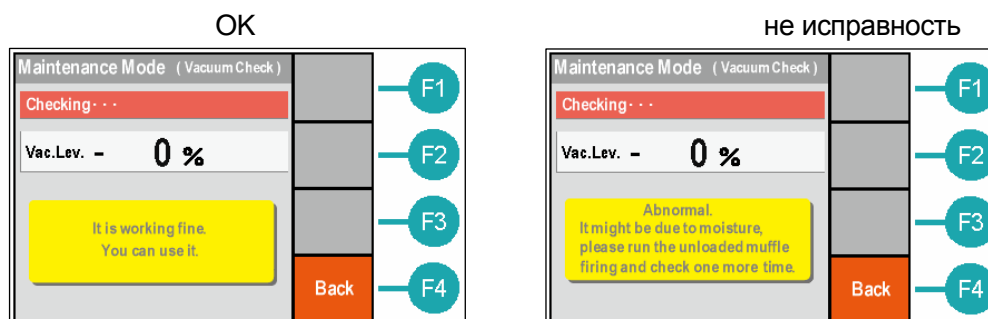 OK
Maintenance Mode ( Vacuum Check )
Checking· · ·
Vac.Lev. - 0 %
It is working fine.
You can use it.
Back
F1
F2
F3
F4
не исправность
Maintenance Mode ( Vacuum Check )
Checking· · ·
Vac.Lev. - 0 %
Abnormal.
It might be due to moisture,
please run the unloaded muffle
firing and check one more time.
Back
F1
F2
F3
F4